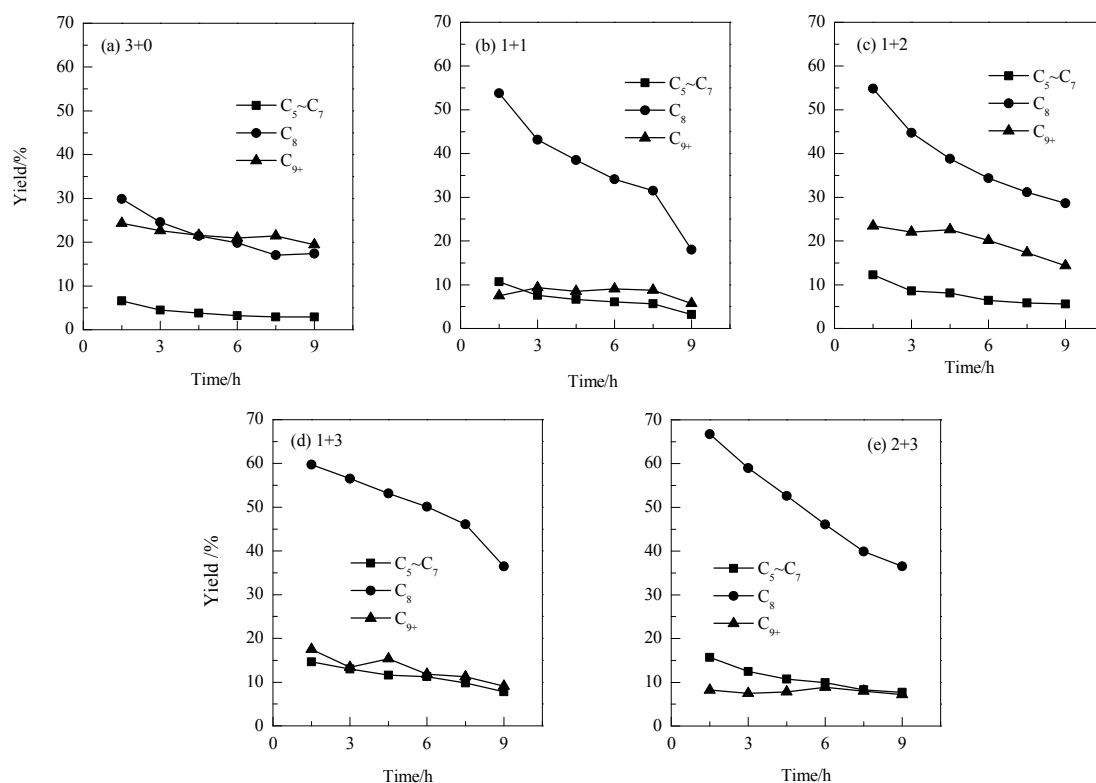 (a) 3+0
C₅~C₇
C₈
C₉₊
Yield/%
70
60
50
40
30
20
10
0
0 3 6 9
Time/h
(b) 1+1
C₅~C₇
C₈
C₉₊
70
60
50
40
30
20
10
0
0 3 6 9
Time/h
(c) 1+2
C₅~C₇
C₈
C₉₊
70
60
50
40
30
20
10
0
0 3 6 9
Time/h
(d) 1+3
C₅~C₇
C₈
C₉₊
Yield /%
70
60
50
40
30
20
10
0
0 3 6 9
Time/h
(e) 2+3
C₅~C₇
C₈
C₉₊
70
60
50
40
30
20
10
0
0 3 6 9
Time/h